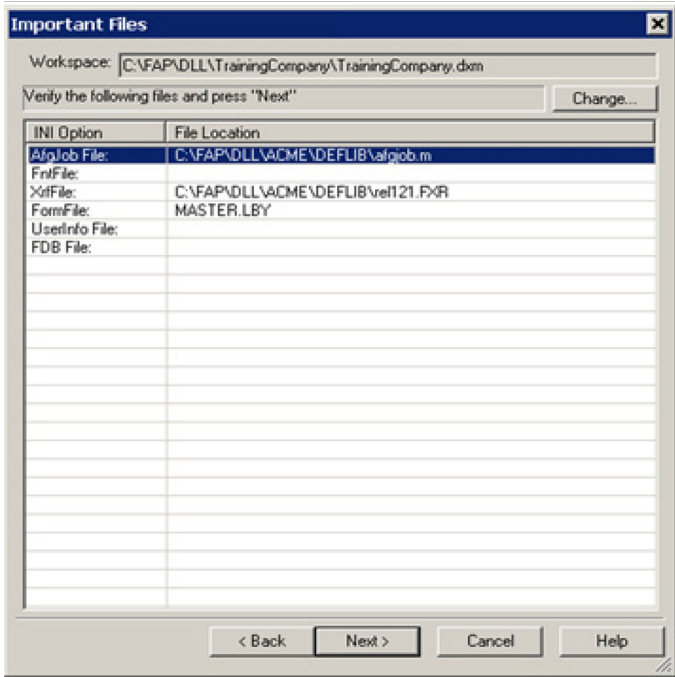 Important Files
Workspace: C:\FAP\DLL\TrainingCompany\TrainingCompany.dxm
Verify the following files and press "Next" Change...
INI Option File Location
AfgJob File: C:\FAP\DLL\ACME\DEFLIB\afgjob.m
FntFile:
XrfFile: C:\FAP\DLL\ACME\DEFLIB\rel121.FXR
FormFile: MASTER.LBY
UserInfo File:
FDB File:
< Back Next > Cancel Help